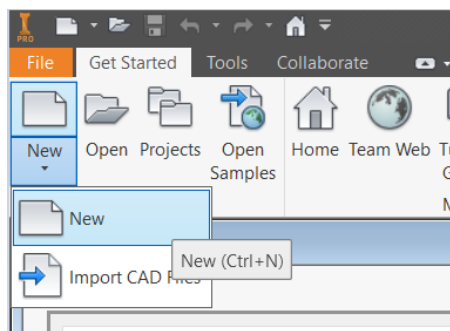 PRO
File Get Started Tools Collaborate
New Open Projects Open Samples Home Team Web
New
New (Ctrl+N)
Import CAD